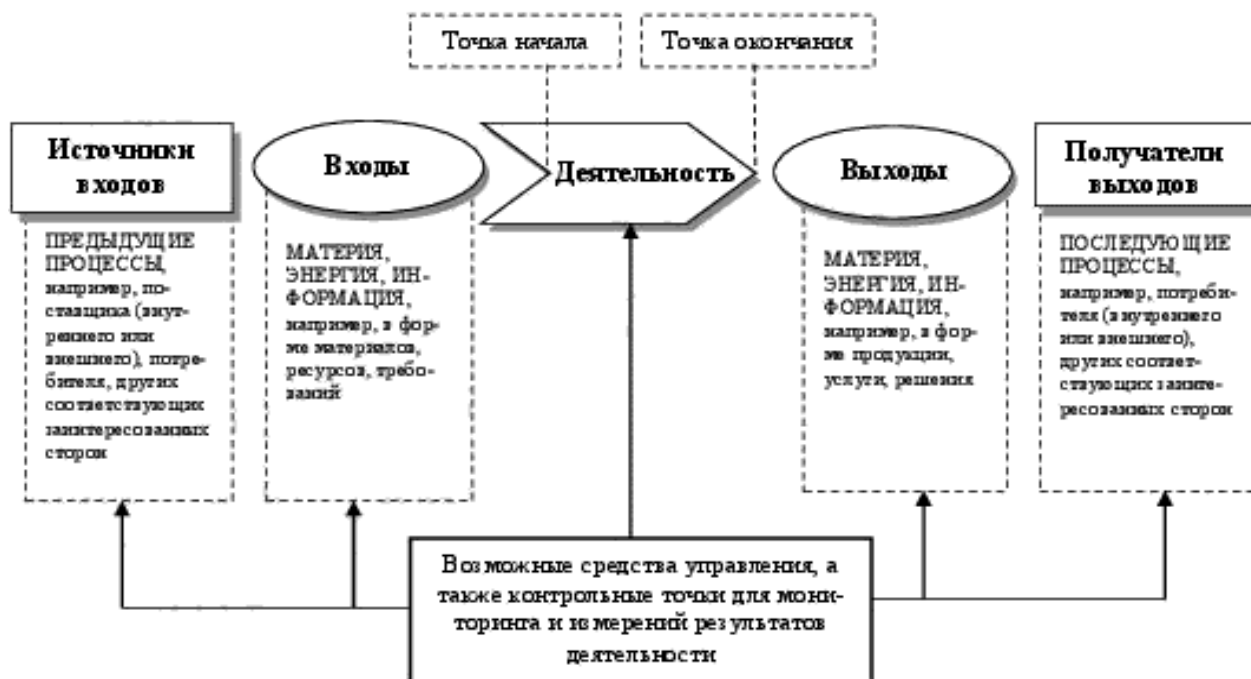 Точка начала
Точка окончания
Источники
входов
Входы
Деятельность
Выходы
Получатели
выходов
ПРЕДЫДУЩИЕ
ПРОЦЕССЫ,
например, по-
ставщика (внут-
реннего или
внешнего), потре-
бителя, других
соответствующих
заинтересованных
сторон
МАТЕРИЯ,
ЭНЕРГИЯ, ИН-
ФОРМАЦИЯ,
например, в фор-
ме материалов,
ресурсов, требо-
ваний
МАТЕРИЯ,
ЭНЕРГИЯ, ИН-
ФОРМАЦИЯ,
например, в фор-
ме продукции,
услуги, решения
ПОСЛЕДУЮЩИЕ
ПРОЦЕССЫ,
например, потреби-
теля (внутреннего
или внешнего),
других соответ-
ствующих заинте-
ресованных сторон
Возможные средства управления, а
также контрольные точки для мони-
торинга и измерений результатов
деятельности